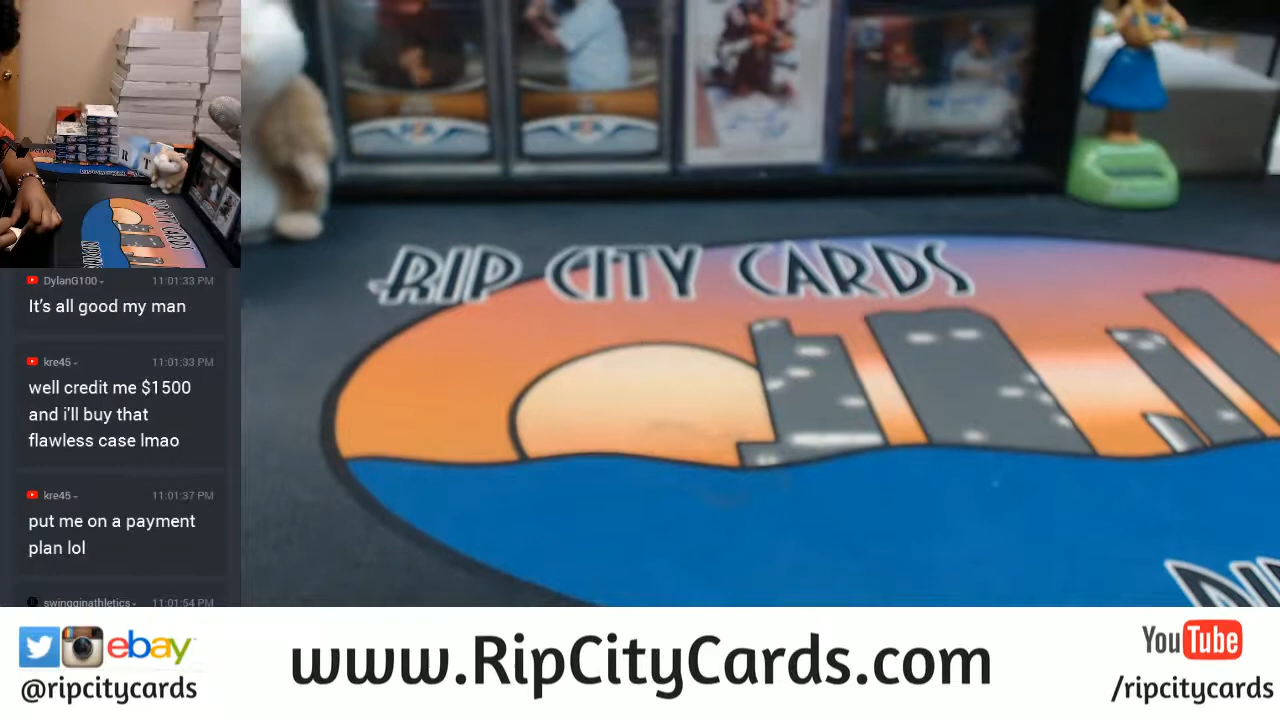 DylanG100
11:01:33 PM
It's all good my man
kre45
11:01:33 PM
well credit me $1500
and i'll buy that
flawless case lmao
kre45
11:01:37 PM
put me on a payment
plan lol
swingginathletics
11:01:54 PM
RIP CITY CARDS
ebay
@ripcitycards
www.RipCityCards.com
YouTube
/ripcitycards